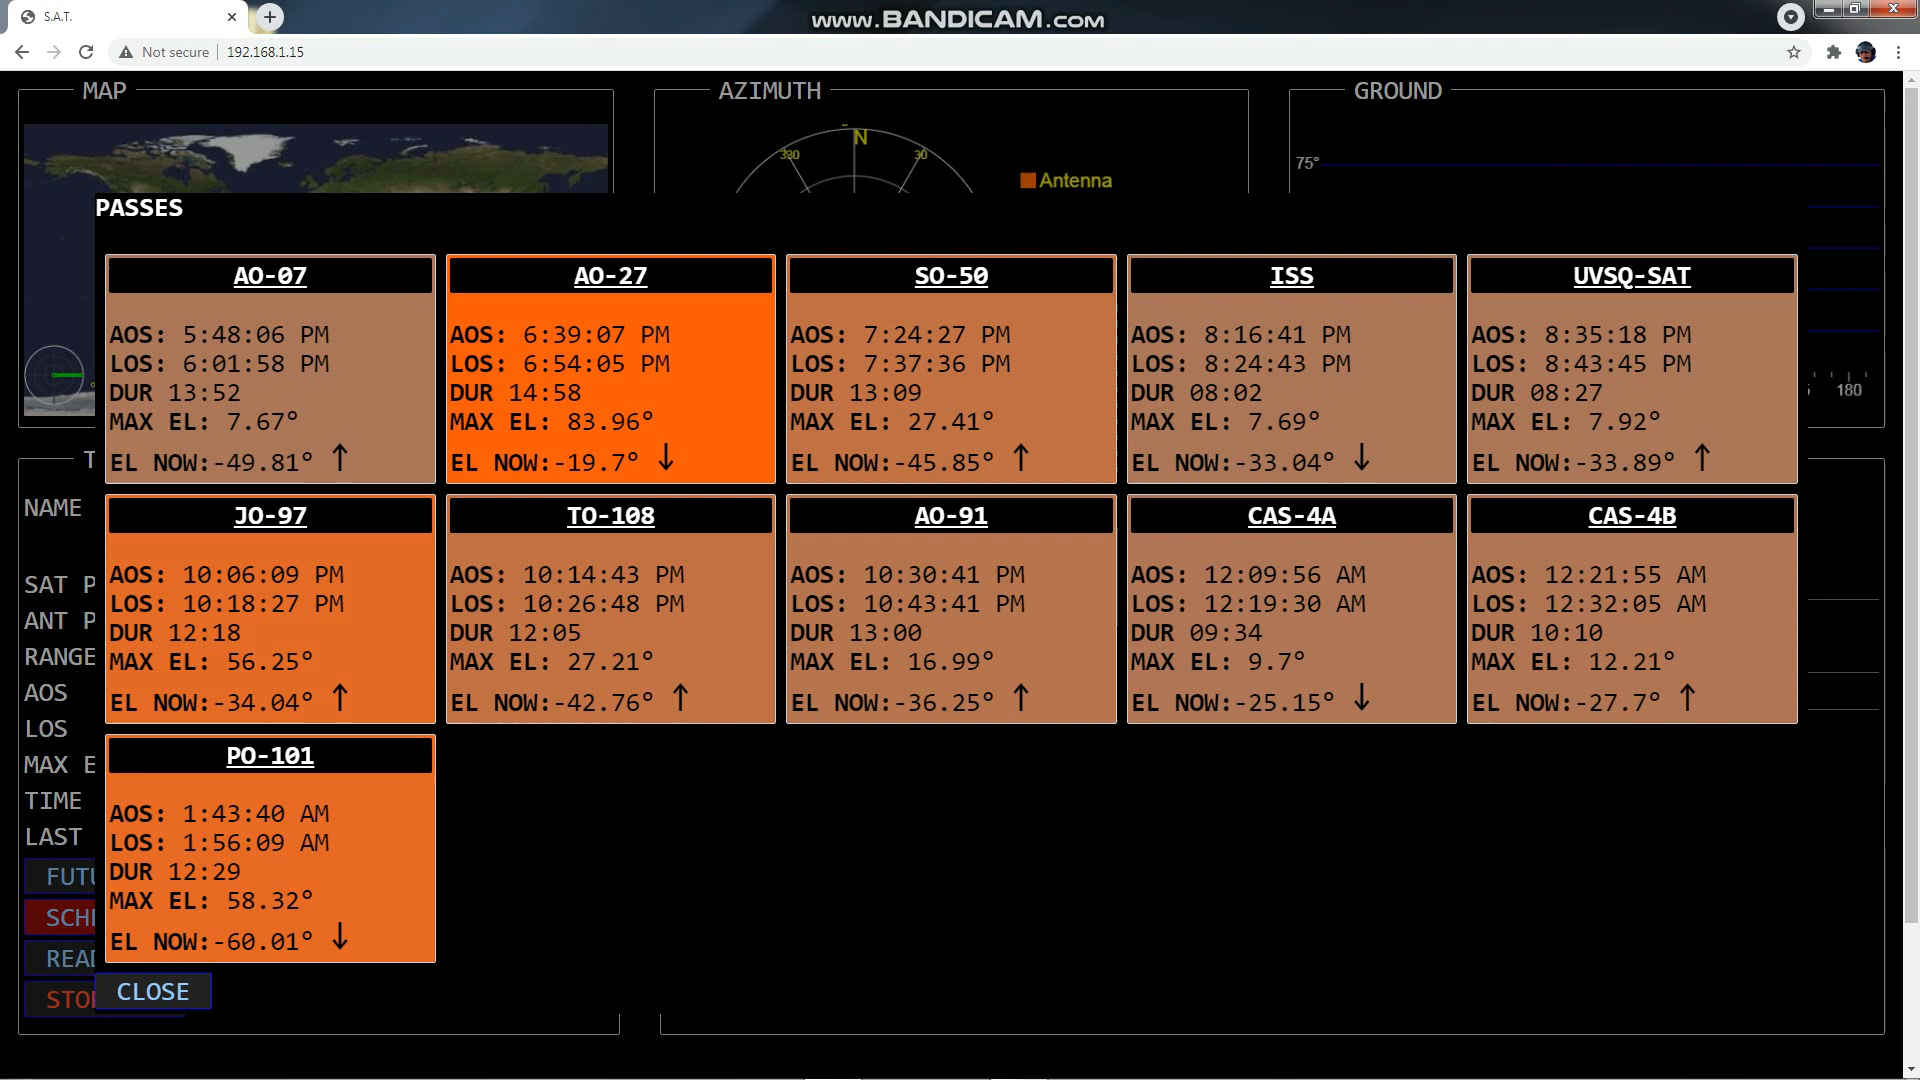 S.A.T.
www.BANDICAM.com
Not secure
192.168.1.15
MAP
AZIMUTH
GROUND
N
330
30
Antenna
75°
PASSES
AO-07
AOS: 5:48:06 PM
LOS: 6:01:58 PM
DUR 13:52
MAX EL: 7.67°
EL NOW:-49.81° ↑
AO-27
AOS: 6:39:07 PM
LOS: 6:54:05 PM
DUR 14:58
MAX EL: 83.96°
EL NOW:-19.7° ↓
SO-50
AOS: 7:24:27 PM
LOS: 7:37:36 PM
DUR 13:09
MAX EL: 27.41°
EL NOW:-45.85° ↑
ISS
AOS: 8:16:41 PM
LOS: 8:24:43 PM
DUR 08:02
MAX EL: 7.69°
EL NOW:-33.04° ↓
UVSQ-SAT
AOS: 8:35:18 PM
LOS: 8:43:45 PM
DUR 08:27
MAX EL: 7.92°
EL NOW:-33.89° ↑
180
JO-97
AOS: 10:06:09 PM
LOS: 10:18:27 PM
DUR 12:18
MAX EL: 56.25°
EL NOW:-34.04° ↑
TO-108
AOS: 10:14:43 PM
LOS: 10:26:48 PM
DUR 12:05
MAX EL: 27.21°
EL NOW:-42.76° ↑
AO-91
AOS: 10:30:41 PM
LOS: 10:43:41 PM
DUR 13:00
MAX EL: 16.99°
EL NOW:-36.25° ↑
CAS-4A
AOS: 12:09:56 AM
LOS: 12:19:30 AM
DUR 09:34
MAX EL: 9.7°
EL NOW:-25.15° ↓
CAS-4B
AOS: 12:21:55 AM
LOS: 12:32:05 AM
DUR 10:10
MAX EL: 12.21°
EL NOW:-27.7° ↑
PO-101
AOS: 1:43:40 AM
LOS: 1:56:09 AM
DUR 12:29
MAX EL: 58.32°
EL NOW:-60.01° ↓
T
NAME
SAT P
ANT P
RANGE
AOS
LOS
MAX E
TIME
LAST
FUTU
SCHE
READ
STO
CLOSE